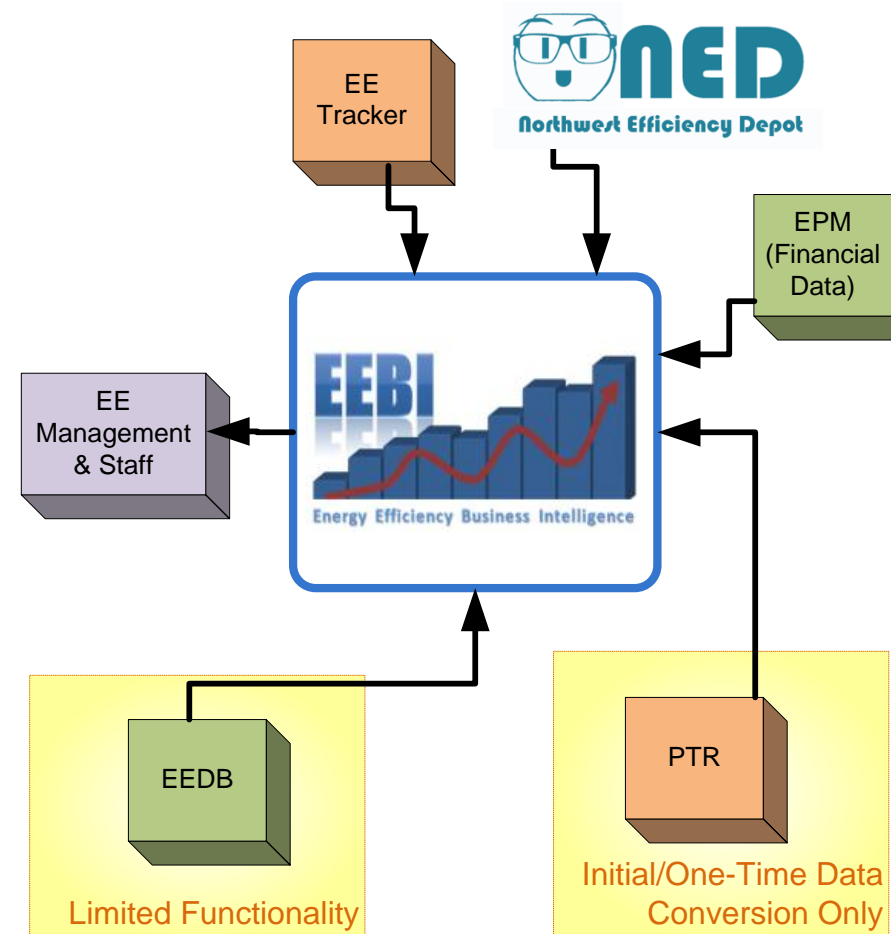 EE
Tracker
NED
Northwest Efficiency Depot
EPM
(Financial
Data)
EEBI
Energy Efficiency Business Intelligence
EE
Management
& Staff
EEDB
Limited Functionality
PTR
Initial/One-Time Data
Conversion Only